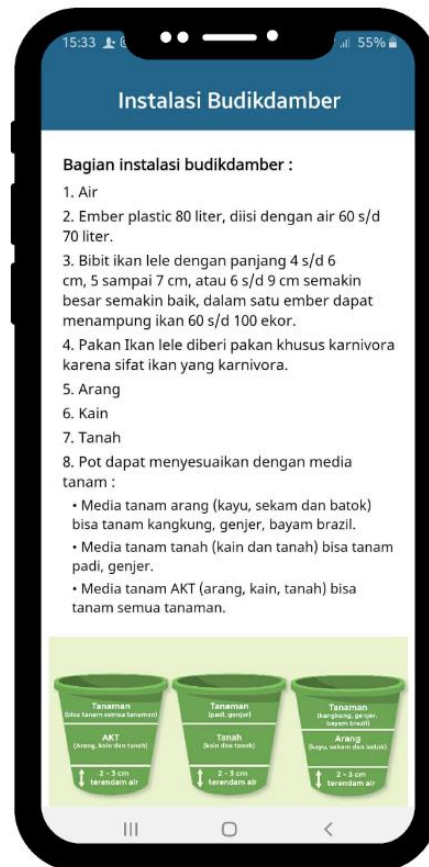 15:33
55%
Instalasi Budikdamber
Bagian instalasi budikdamber :
1. Air
2. Ember plastic 80 liter, diisi dengan air 60 s/d
70 liter.
3. Bibit ikan lele dengan panjang 4 s/d 6
cm, 5 sampai 7 cm, atau 6 s/d 9 cm semakin
besar semakin baik, dalam satu ember dapat
menampung ikan 60 s/d 100 ekor.
4. Pakan Ikan lele diberi pakan khusus karnivora
karena sifat ikan yang karnivora.
5. Arang
6. Kain
7. Tanah
8. Pot dapat menyesuaikan dengan media
tanam :
• Media tanam arang (kayu, sekam dan batok)
bisa tanam kangkung, genjer, bayam brazil.
• Media tanam tanah (kain dan tanah) bisa tanam
padi, genjer.
• Media tanam AKT (arang, kain, tanah) bisa
tanam semua tanaman.
Tanaman
(bisa tanam semua tanaman)
AKT
(Arang, kain dan tanah)
2 - 3 cm
terendam air
Tanaman
(padi, genjer)
Tanah
(kain dan tanah)
2 - 3 cm
terendam air
Tanaman
(kangkung, genjer,
bayam brazil)
Arang
(kayu, sekam dan batok)
2 - 3 cm
terendam air